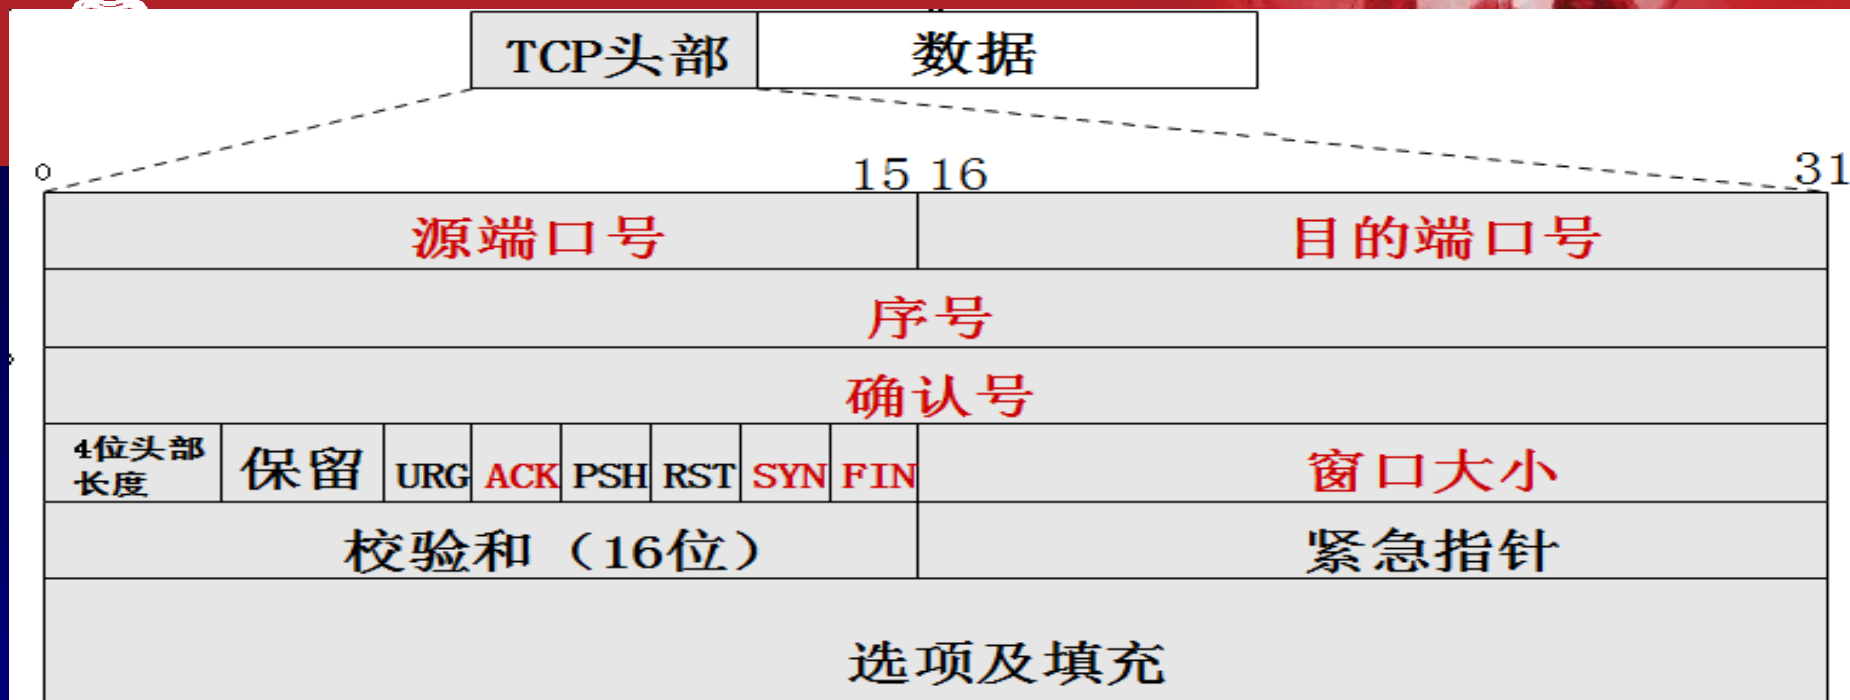 TCP头部 数据
0 15 16 31
源端口号 目的端口号
序号
确认号
4位头部
长度
保留 URG ACK PSH RST SYN FIN 窗口大小
校验和（16位） 紧急指针
选项及填充